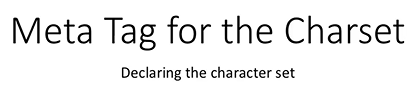 Meta Tag for the Charset
Declaring the character set